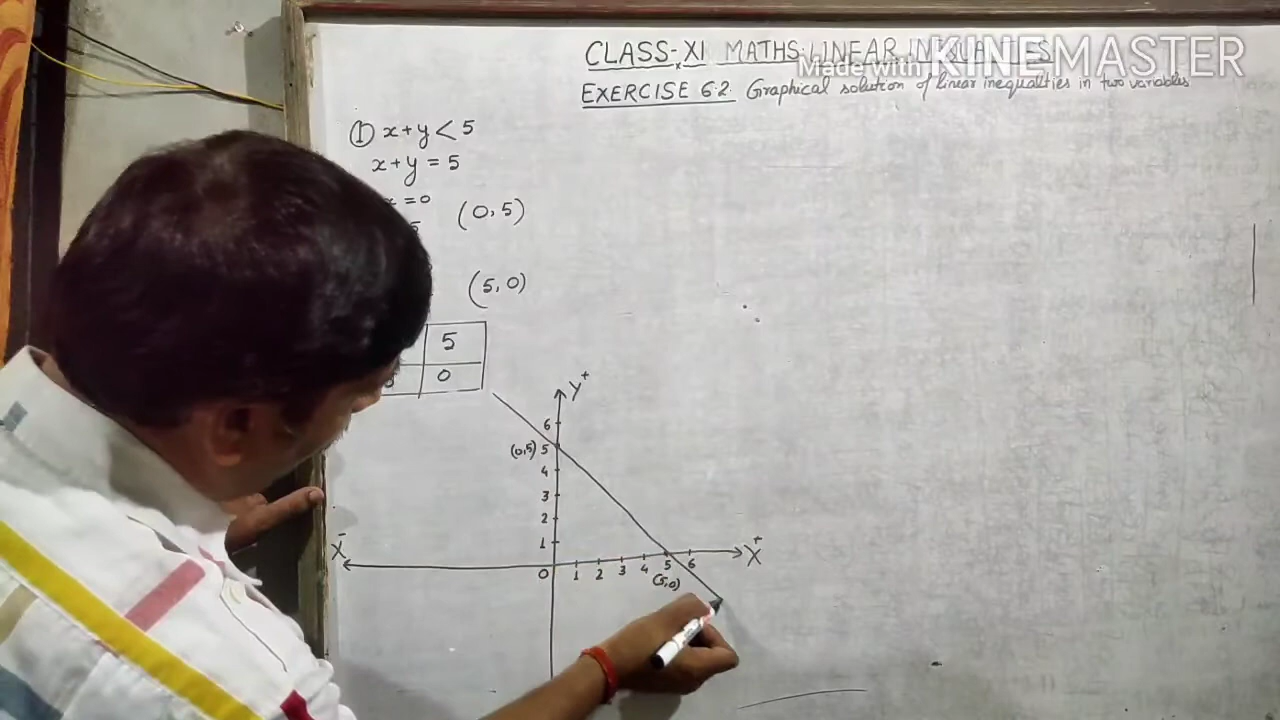 CLASS-XI MATHS LINEAR
Made with KINEMASTER
EXERCISE 6.2 Graphical solution of linear inequalties in two variables
① x+y < 5
x+y = 5
x = 0
(0,5)
(5,0)
5
0
Y+
6
(0,5) 5
4
3
2
1
X- X+
0 1 2 3 4 5 6
(5,0)